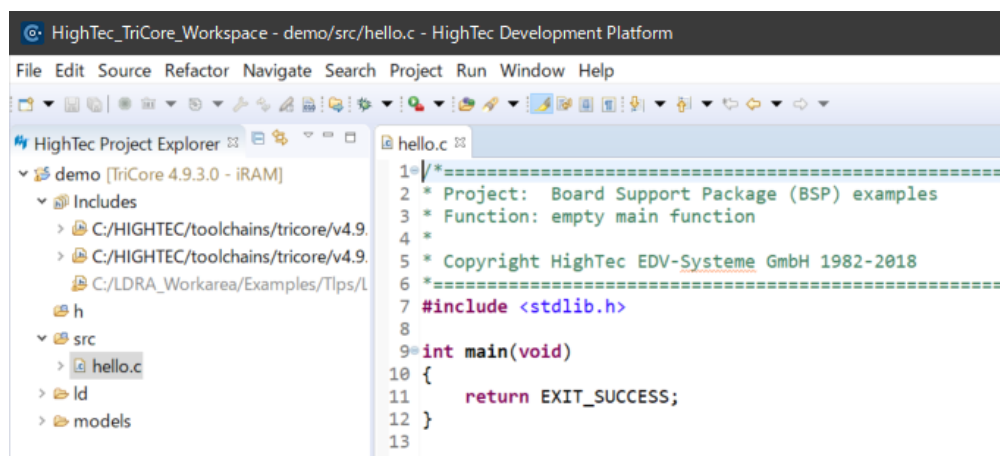 HighTec_TriCore_Workspace - demo/src/hello.c - HighTec Development Platform
File Edit Source Refactor Navigate Search Project Run Window Help
HighTec Project Explorer
demo [TriCore 4.9.3.0 - iRAM]
Includes
C:/HIGHTEC/toolchains/tricore/v4.9.
C:/HIGHTEC/toolchains/tricore/v4.9.
C:/LDRA_Workarea/Examples/Tlps/L
h
src
hello.c
ld
models
hello.c
1 /*==================================================
2 * Project:  Board Support Package (BSP) examples
3 * Function: empty main function
4 *
5 * Copyright HighTec EDV-Systeme GmbH 1982-2018
6 *==================================================
7 #include <stdlib.h>
8
9 int main(void)
10 {
11     return EXIT_SUCCESS;
12 }
13